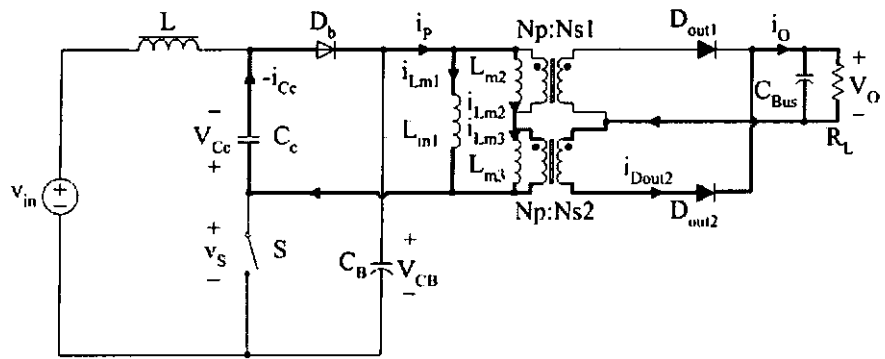 L
D_b
i_P
Np:Ns1
D_out1
i_O
-i_Cc
i_Lm1
L_m2
+
C_Bus
V_O
−
−
V_Cc
C_c
+
L_m1
i_Lm2
i_Lm3
L_m3
R_L
v_in
+
−
i_Dout2
Np:Ns2
D_out2
+
v_S
−
S
C_B
+
V_CB
−